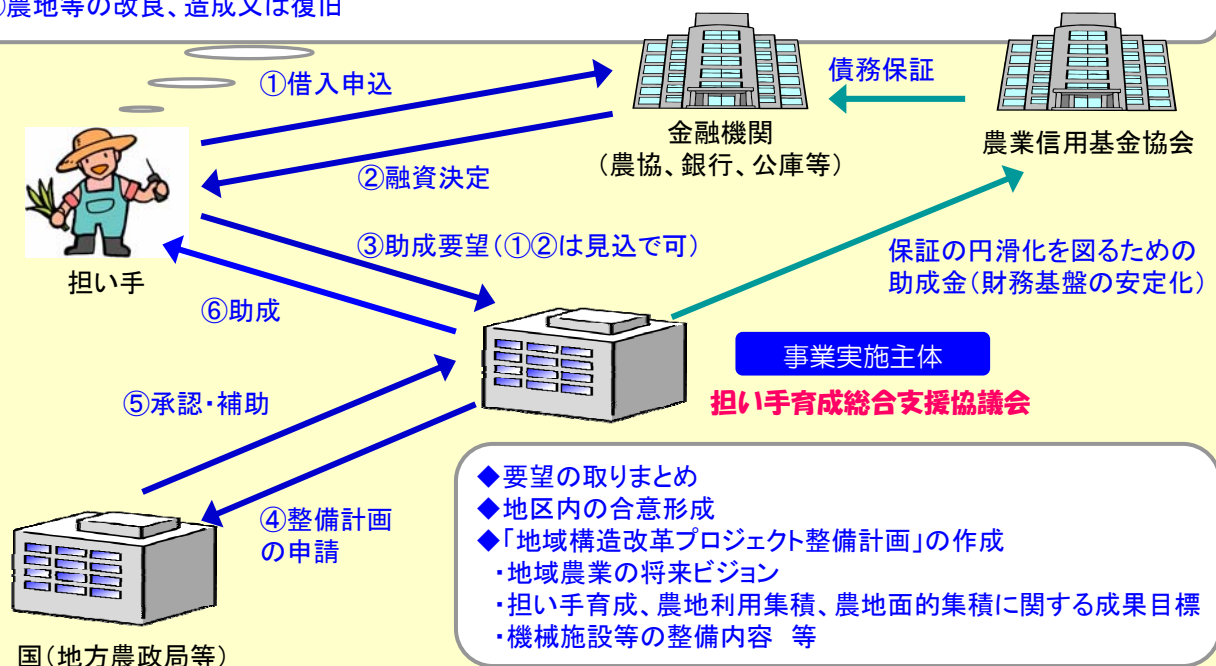 農地等の改良、造成又は復旧
①借入申込
債務保証
金融機関
(農協、銀行、公庫等)
農業信用基金協会
②融資決定
③助成要望(①②は見込で可)
保証の円滑化を図るための
助成金(財務基盤の安定化)
担い手
⑥助成
事業実施主体
担い手育成総合支援協議会
⑤承認・補助
④整備計画
の申請
◆要望の取りまとめ
◆地区内の合意形成
◆「地域構造改革プロジェクト整備計画」の作成
・地域農業の将来ビジョン
・担い手育成、農地利用集積、農地面的集積に関する成果目標
・機械施設等の整備内容 等
国(地方農政局等)